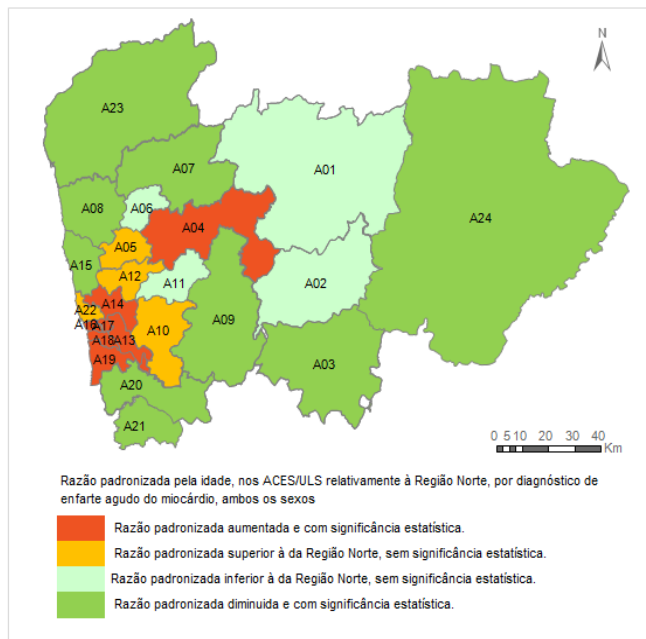 N
A23
A01
A07
A24
A06
A08
A04
A05
A15
A12
A11
A02
A14
A22
A16
A17
A10
A09
A18
A13
A19
A03
A20
A21
0 5 10 20 30 40
Km
Razão padronizada pela idade, nos ACES/ULS relativamente à Região Norte, por diagnóstico de
enfarte agudo do miocárdio, ambos os sexos
Razão padronizada aumentada e com significância estatística.
Razão padronizada superior à da Região Norte, sem significância estatística.
Razão padronizada inferior à da Região Norte, sem significância estatística.
Razão padronizada diminuida e com significância estatística.